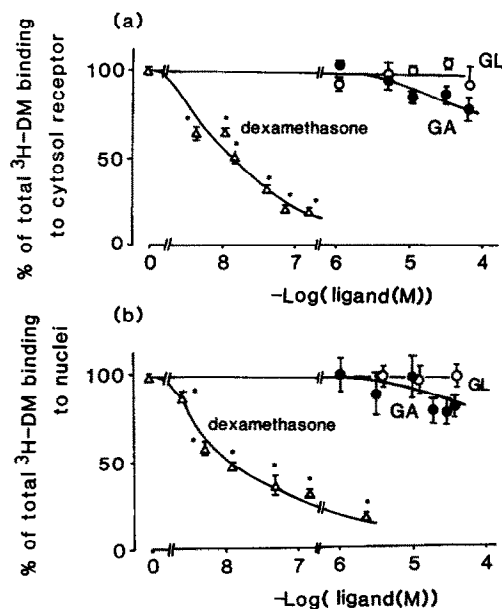 (a)
% of total ³H-DM binding
to cytosol receptor
100
50
0
GL
GA
dexamethasone
0 8 7 6 5 4
-Log(ligand(M))
(b)
% of total ³H-DM binding
to nuclei
100
50
0
GL
GA
dexamethasone
0 8 7 6 5 4
-Log(ligand(M))